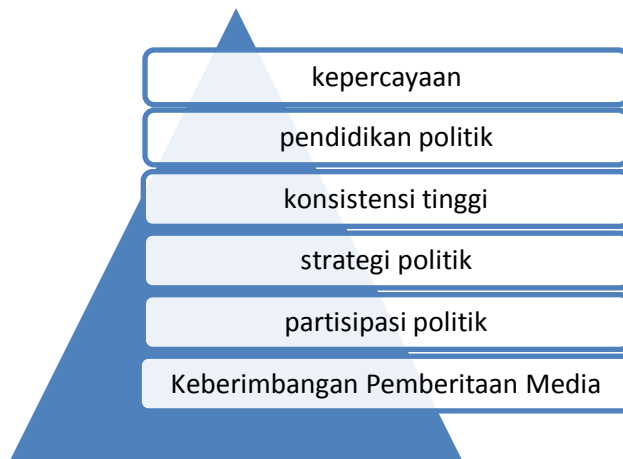 kepercayaan
pendidikan politik
konsistensi tinggi
strategi politik
partisipasi politik
Keberimbangan Pemberitaan Media